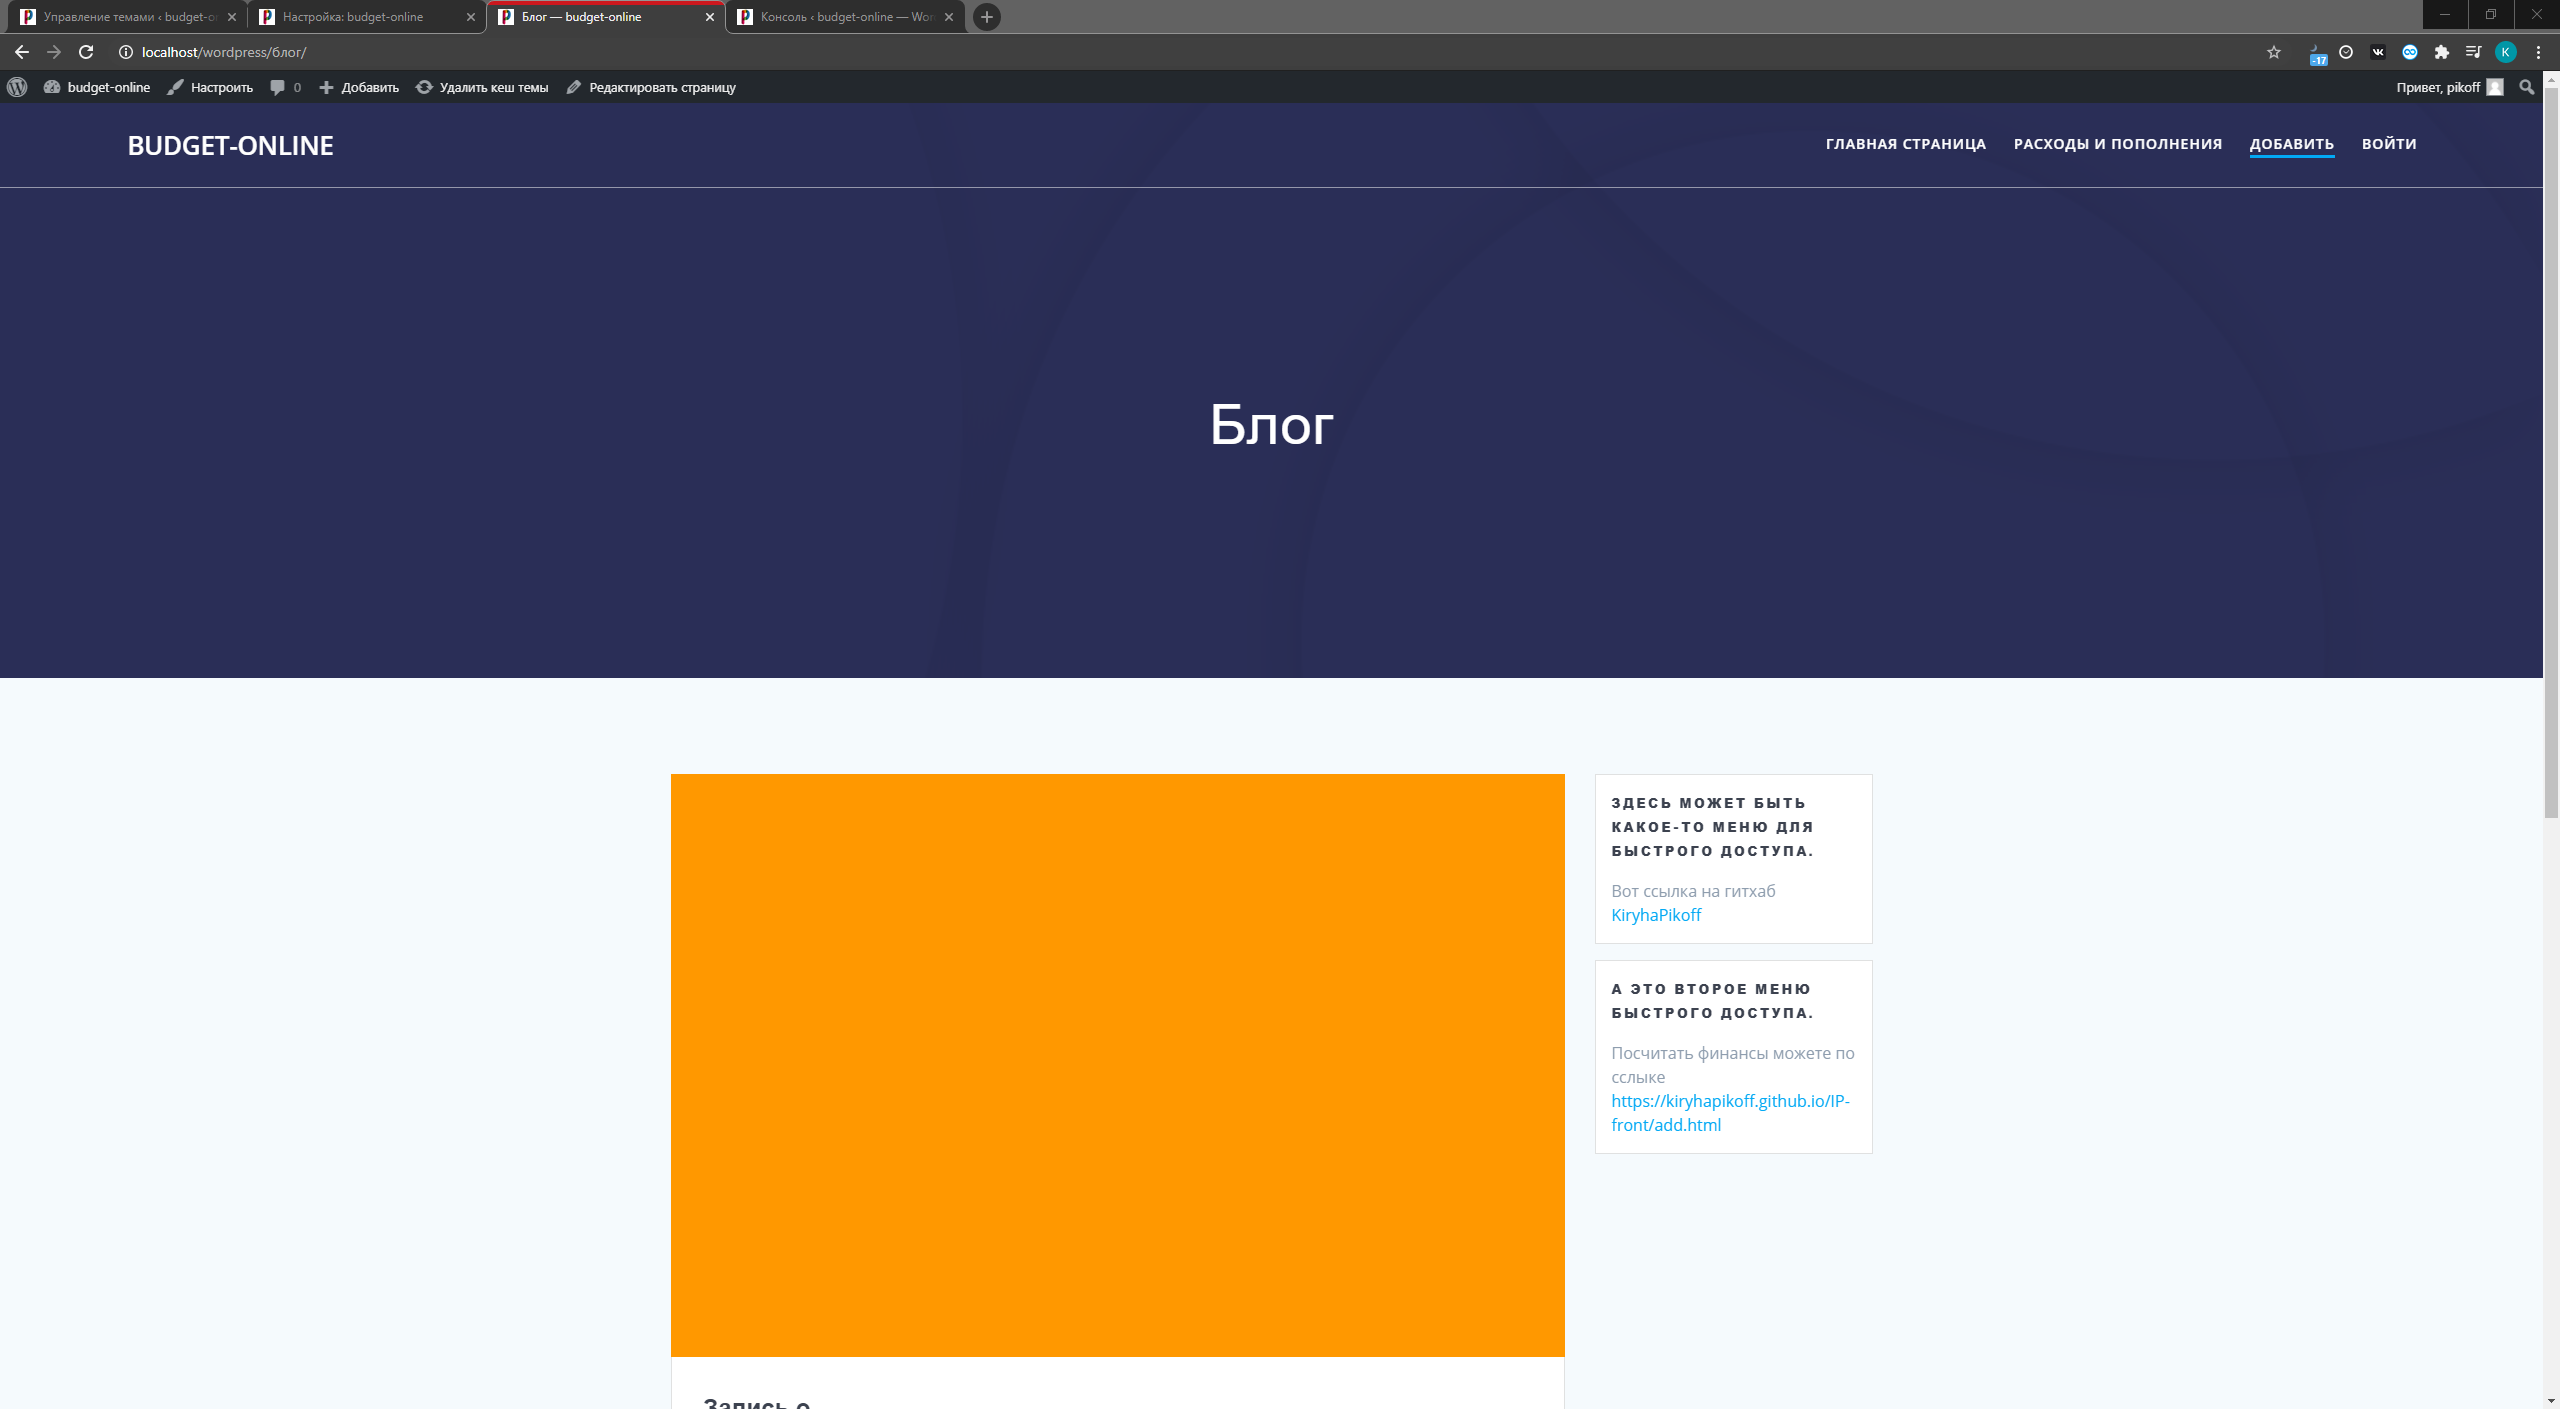 Управление темами ‹ budget-or
Настройка: budget-online
Блог — budget-online
Консоль ‹ budget-online — Wor
localhost/wordpress/блог/
-17
K
budget-online
Настроить
0
Добавить
Удалить кеш темы
Редактировать страницу
Привет, pikoff
BUDGET-ONLINE
ГЛАВНАЯ СТРАНИЦА
РАСХОДЫ И ПОПОЛНЕНИЯ
ДОБАВИТЬ
ВОЙТИ
Блог
ЗДЕСЬ МОЖЕТ БЫТЬ
КАКОЕ-ТО МЕНЮ ДЛЯ
БЫСТРОГО ДОСТУПА.
Вот ссылка на гитхаб
KiryhaPikoff
А ЭТО ВТОРОЕ МЕНЮ
БЫСТРОГО ДОСТУПА.
Посчитать финансы можете по
сслыке
https://kiryhapikoff.github.io/IP-
front/add.html
Запись о